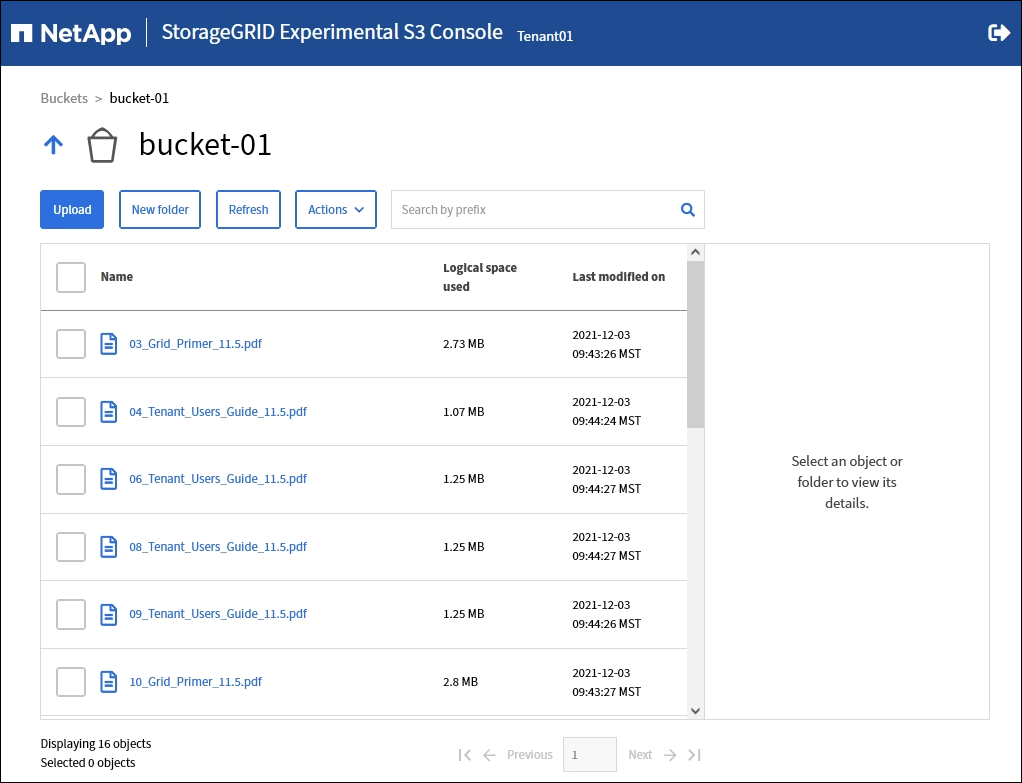 NetApp StorageGRID Experimental S3 Console Tenant01
Buckets > bucket-01
bucket-01
Upload New folder Refresh Actions Search by prefix
Name Logical space used Last modified on
03_Grid_Primer_11.5.pdf 2.73 MB 2021-12-03 09:43:26 MST
04_Tenant_Users_Guide_11.5.pdf 1.07 MB 2021-12-03 09:44:24 MST
06_Tenant_Users_Guide_11.5.pdf 1.25 MB 2021-12-03 09:44:27 MST
08_Tenant_Users_Guide_11.5.pdf 1.25 MB 2021-12-03 09:44:27 MST
09_Tenant_Users_Guide_11.5.pdf 1.25 MB 2021-12-03 09:44:26 MST
10_Grid_Primer_11.5.pdf 2.8 MB 2021-12-03 09:43:27 MST
Select an object or
folder to view its
details.
Displaying 16 objects
Selected 0 objects
Previous 1 Next